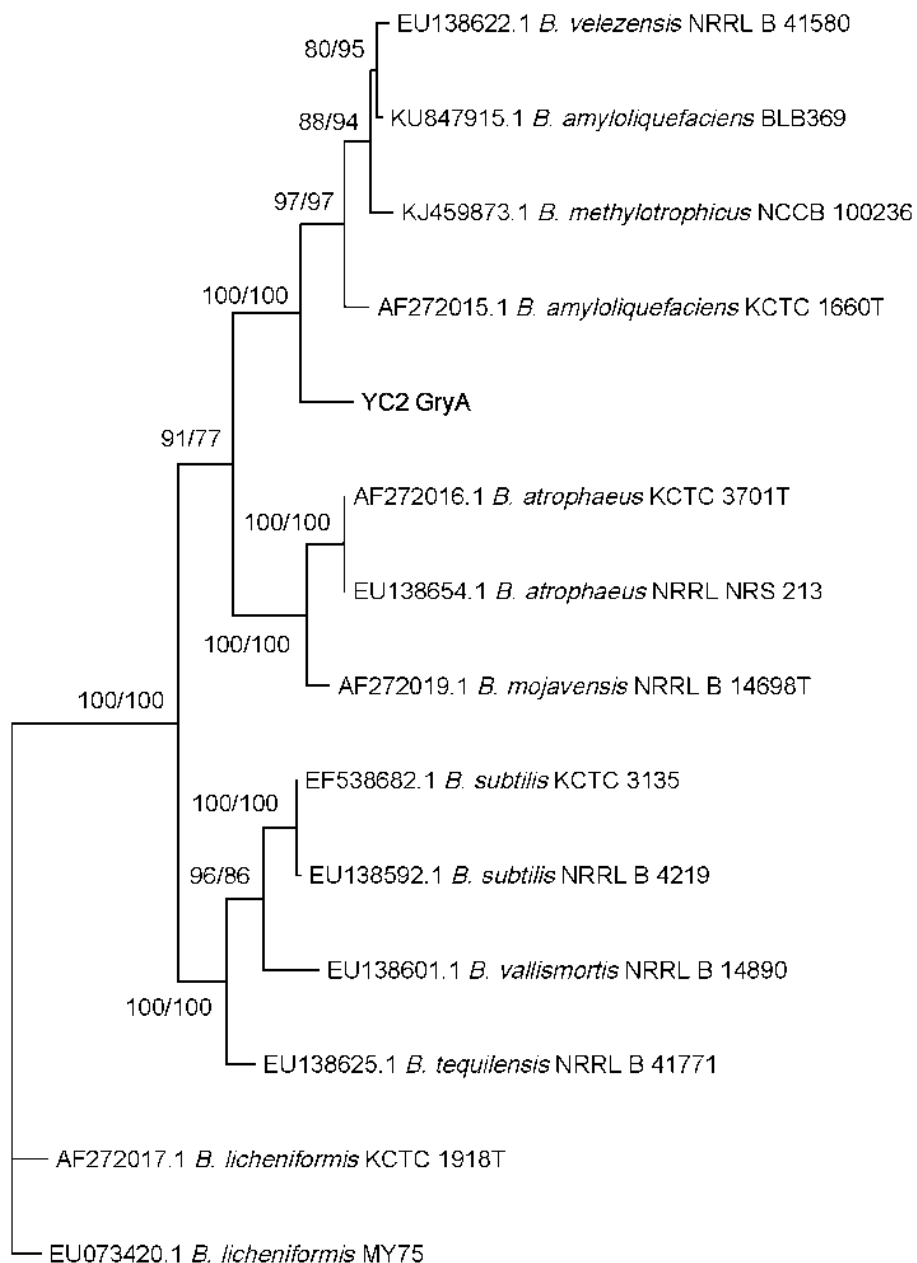 EU138622.1 B. velezensis NRRL B 41580
80/95
KU847915.1 B. amyloliquefaciens BLB369
88/94
97/97
KJ459873.1 B. methylotrophicus NCCB 100236
100/100
AF272015.1 B. amyloliquefaciens KCTC 1660T
YC2 GryA
91/77
AF272016.1 B. atrophaeus KCTC 3701T
100/100
EU138654.1 B. atrophaeus NRRL NRS 213
100/100
AF272019.1 B. mojavensis NRRL B 14698T
100/100
EF538682.1 B. subtilis KCTC 3135
100/100
96/86
EU138592.1 B. subtilis NRRL B 4219
EU138601.1 B. vallismortis NRRL B 14890
100/100
EU138625.1 B. tequilensis NRRL B 41771
AF272017.1 B. licheniformis KCTC 1918T
EU073420.1 B. licheniformis MY75